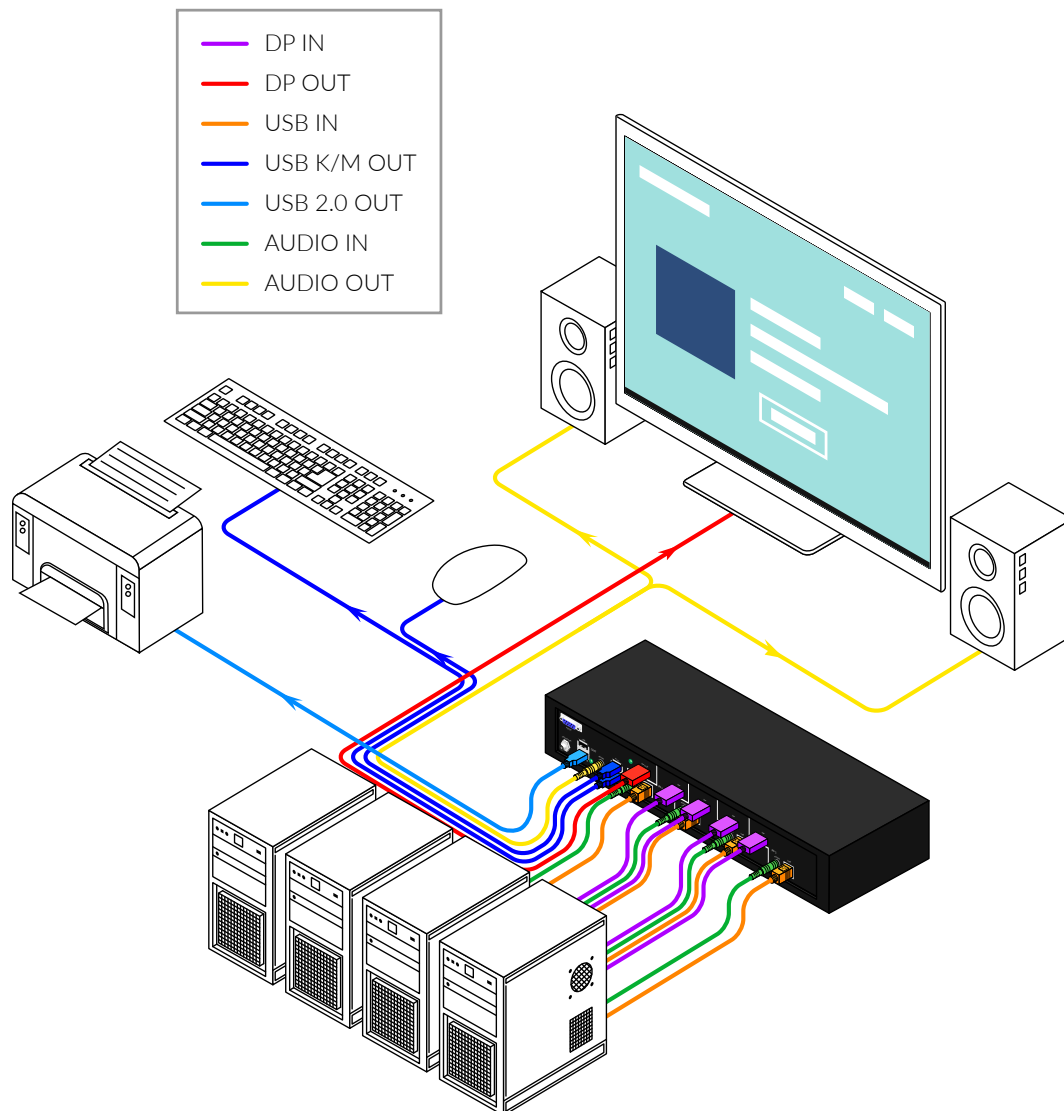 DP IN
DP OUT
USB IN
USB K/M OUT
USB 2.0 OUT
AUDIO IN
AUDIO OUT